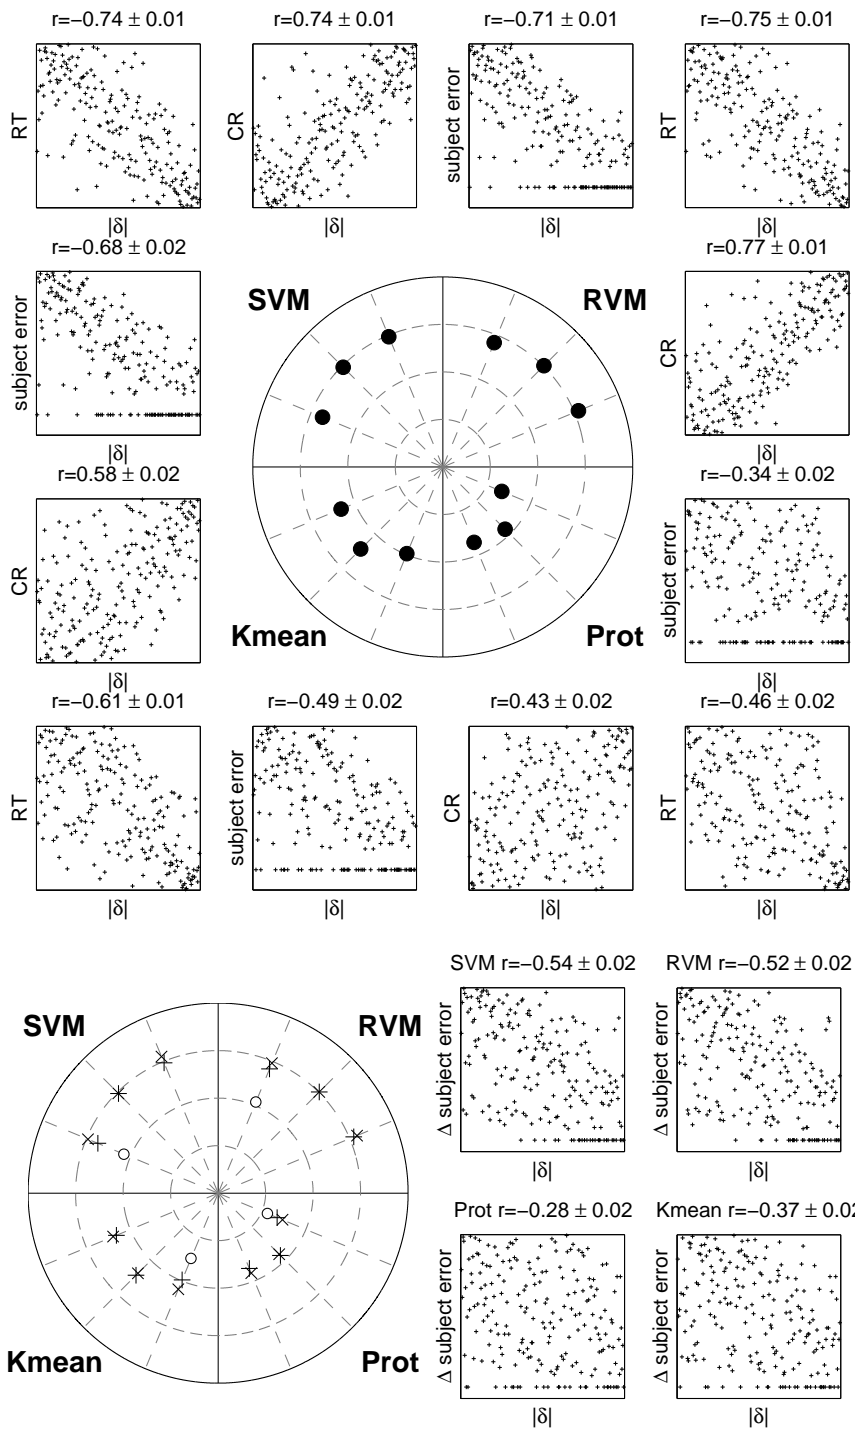 r=−0.74 ± 0.01
r=0.74 ± 0.01
r=−0.71 ± 0.01
r=−0.75 ± 0.01
RT
CR
subject error
RT
|δ|
|δ|
|δ|
|δ|
r=−0.68 ± 0.02
r=0.77 ± 0.01
SVM
RVM
subject error
CR
|δ|
|δ|
r=0.58 ± 0.02
r=−0.34 ± 0.02
CR
subject error
Kmean
Prot
|δ|
|δ|
r=−0.61 ± 0.01
r=−0.49 ± 0.02
r=0.43 ± 0.02
r=−0.46 ± 0.02
RT
subject error
CR
RT
|δ|
|δ|
|δ|
|δ|
SVM r=−0.54 ± 0.02
RVM r=−0.52 ± 0.02
SVM
RVM
Δ subject error
Δ subject error
|δ|
|δ|
Prot r=−0.28 ± 0.02
Kmean r=−0.37 ± 0.02
Δ subject error
Δ subject error
Kmean
Prot
|δ|
|δ|